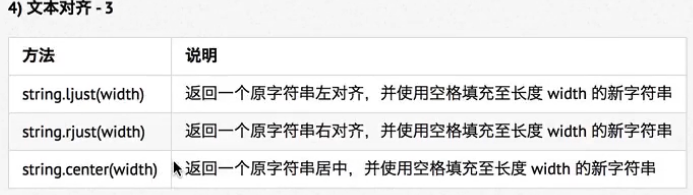 4) 文本对齐 - 3
方法 说明
string.ljust(width) 返回一个原字符串左对齐，并使用空格填充至长度 width 的新字符串
string.rjust(width) 返回一个原字符串右对齐，并使用空格填充至长度 width 的新字符串
string.center(width) 返回一个原字符串居中，并使用空格填充至长度 width 的新字符串